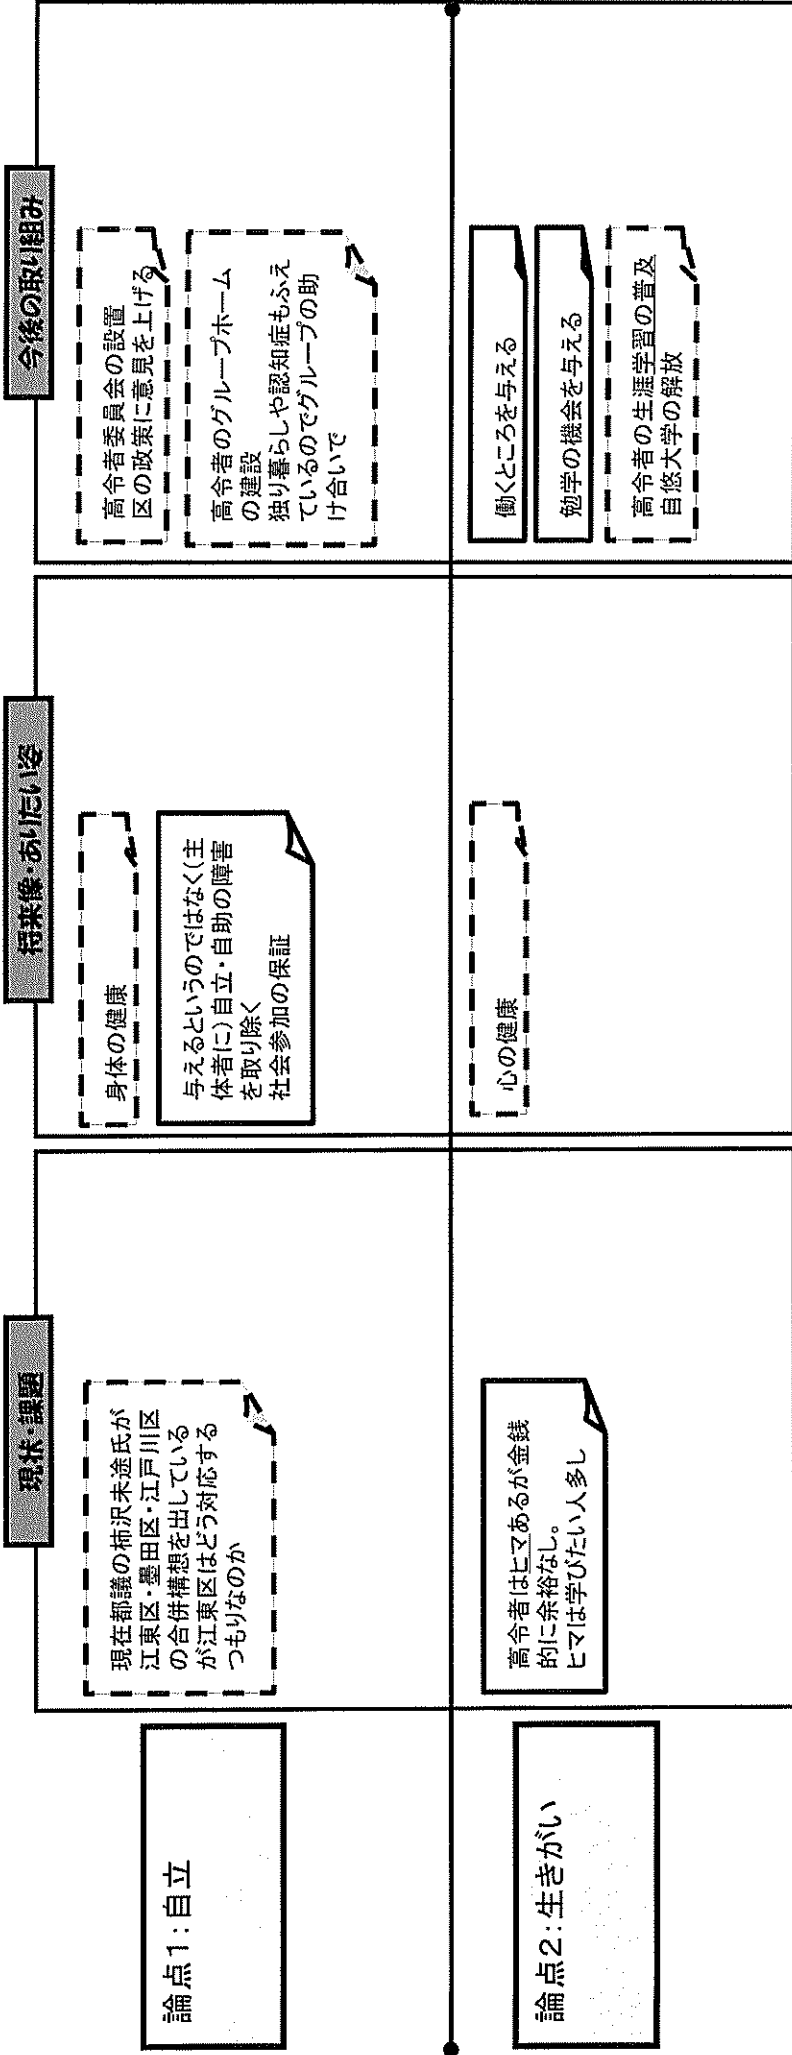 現状・課題
将来像・ありたい姿
今後の取り組み
論点1：自立
現在都議の柿沢未途氏が
江東区・墨田区・江戸川区
の合併構想を出している
が江東区はどう対応する
つもりなのか
身体の健康
与えるというのではなく(主
体者に)自立・自助の障害
を取り除く
社会参加の保証
高令者委員会の設置
区の政策に意見を上げる
高令者のグループホーム
の建設
独り暮らしや認知症もふえ
ているのでグループの助
け合いで
論点2：生きがい
高令者はヒマあるが金銭
的に余裕なし。
ヒマは学びたい人多し
心の健康
働くところを与える
勉学の機会を与える
高令者の生涯学習の普及
自悠大学の解放